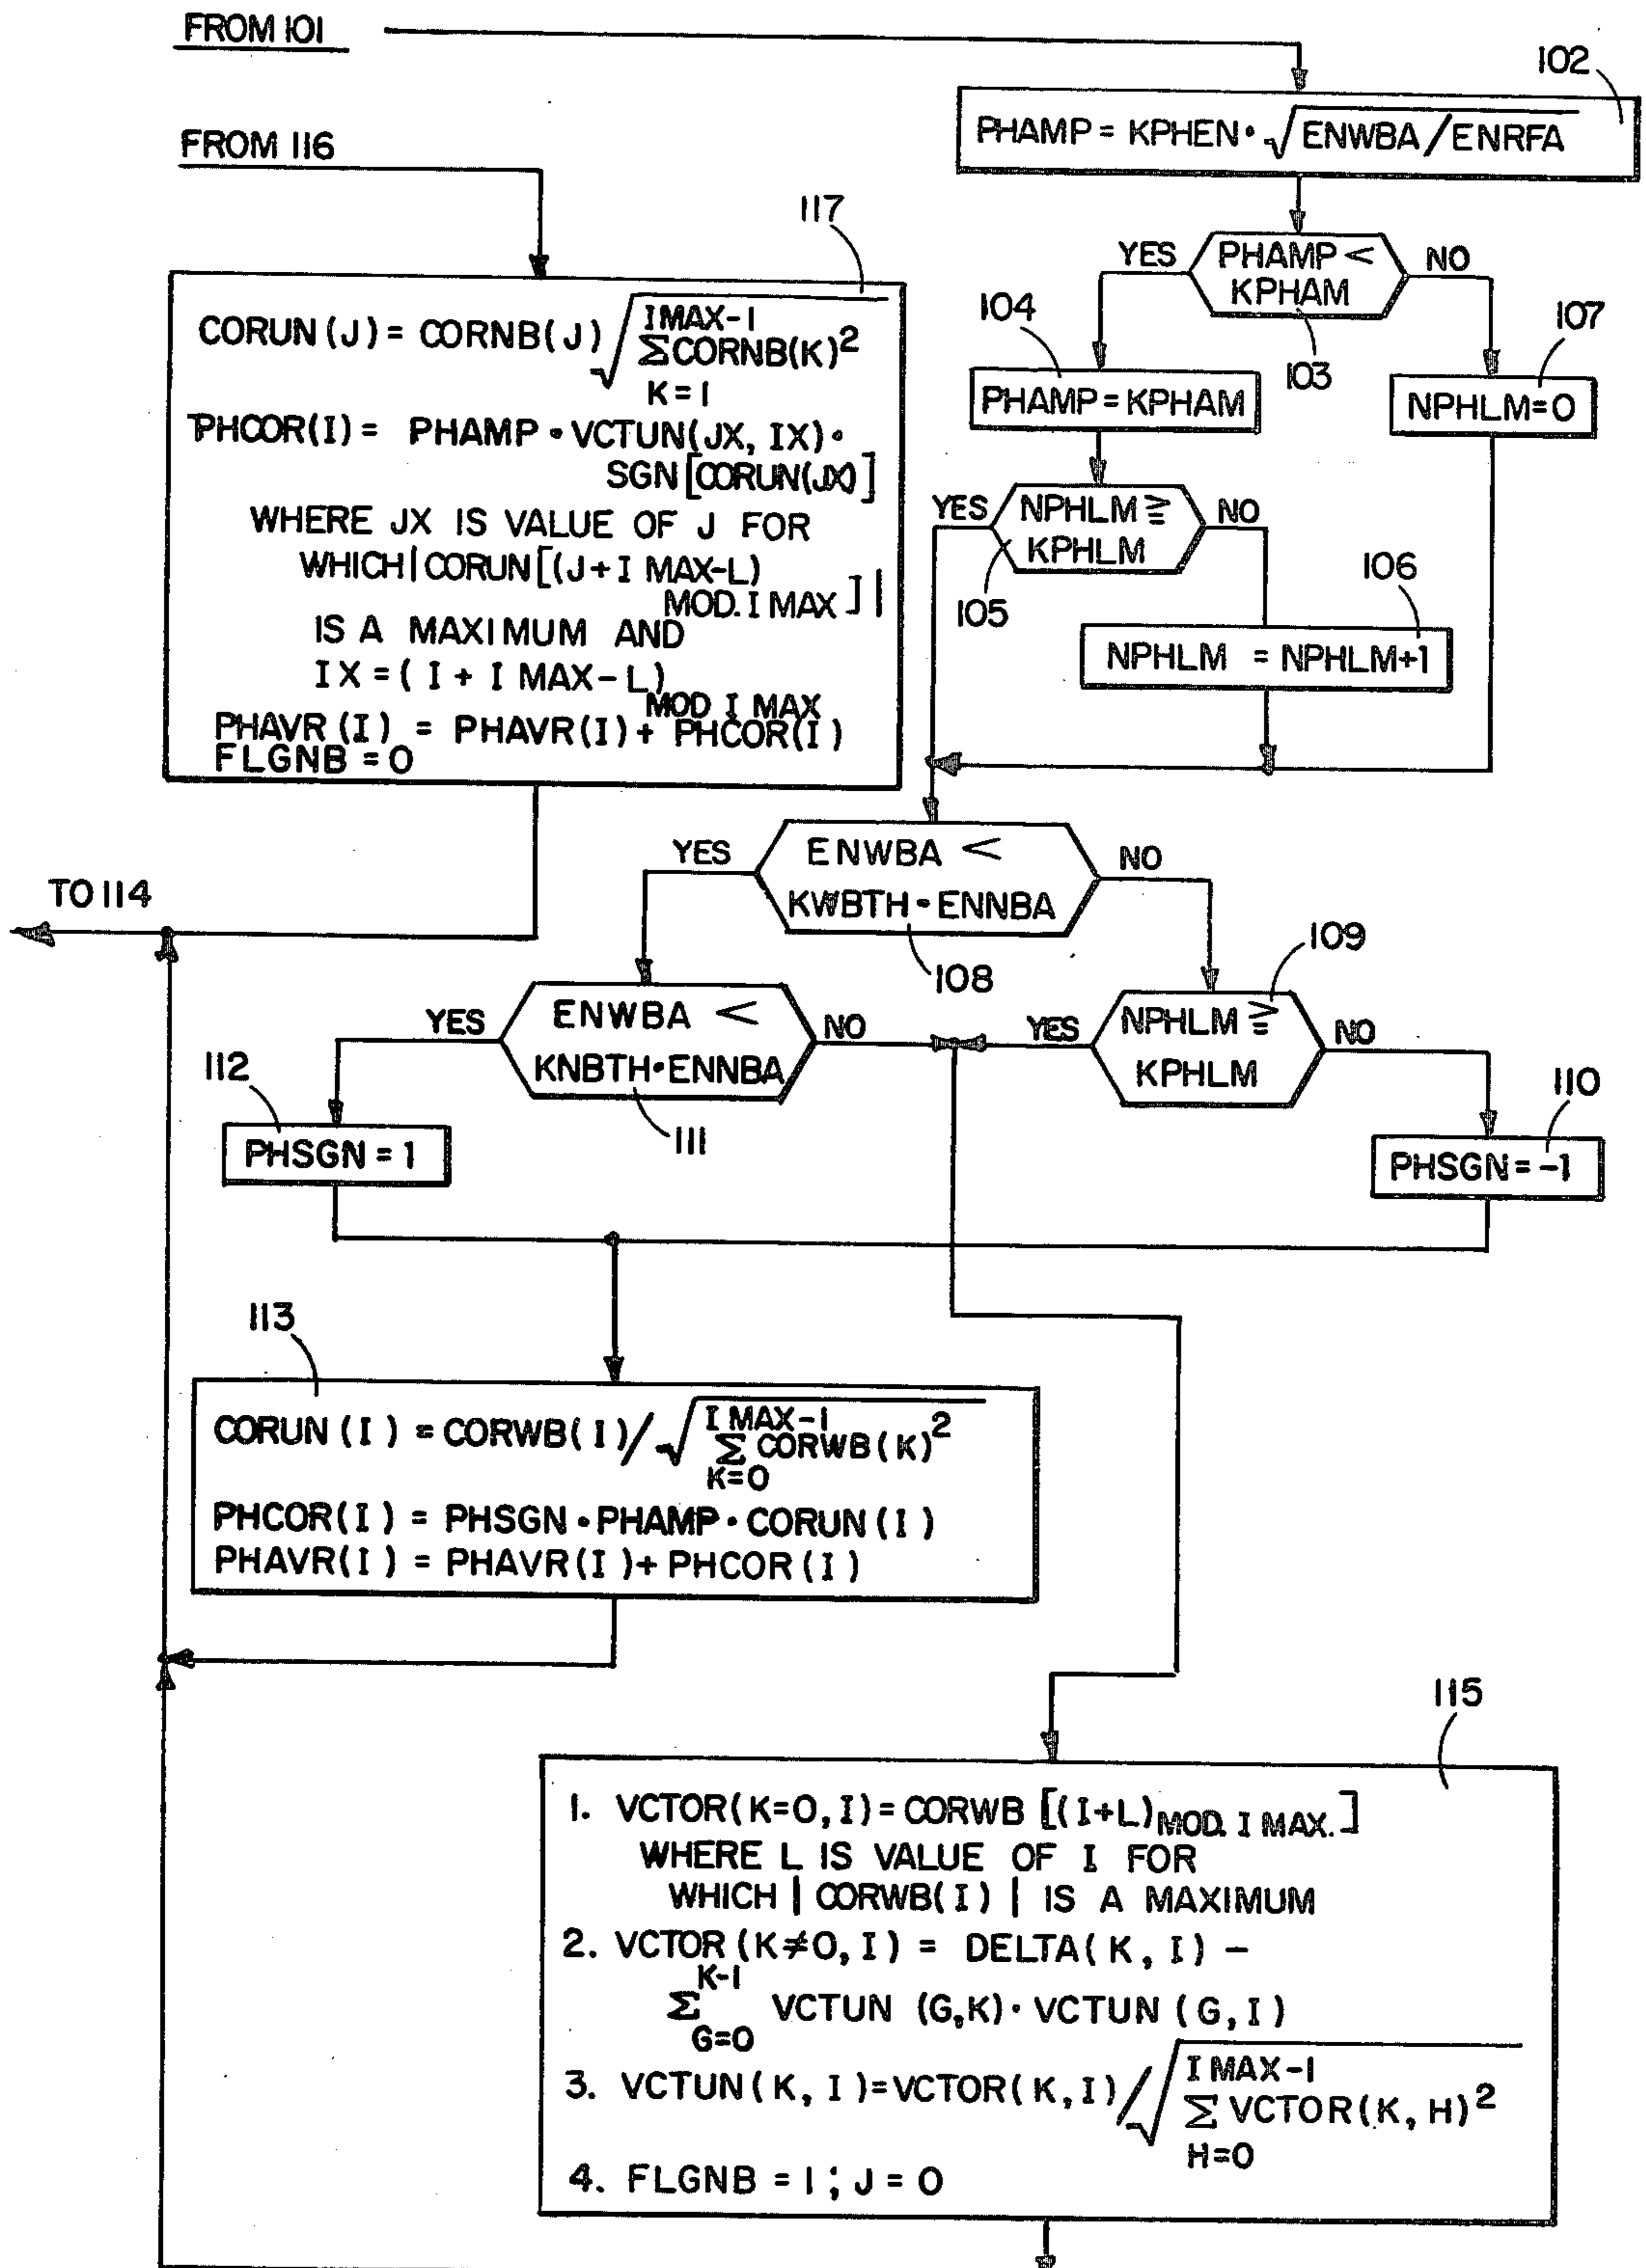 FROM 101
102
PHAMP = KPHEN • √ENWBA / ENRFA
FROM 116
117
CORUN (J) = CORNB(J) √ IMAX-1
Σ CORNB(K)²
K = 1
PHCOR(I) = PHAMP • VCTUN(JX, IX) •
SGN [CORUN(JX)]
WHERE JX IS VALUE OF J FOR
WHICH | CORUN [(J+I MAX-L)
MOD. I MAX ] |
IS A MAXIMUM AND
IX = ( I + I MAX - L)
MOD I MAX
PHAVR (I) = PHAVR(I) + PHCOR(I)
FLGNB = 0
YES
PHAMP <
KPHAM
NO
103
104
PHAMP = KPHAM
107
NPHLM=0
YES
NPHLM ≧
KPHLM
NO
105
106
NPHLM = NPHLM+1
TO 114
YES
ENWBA <
KWBTH • ENNBA
NO
108
109
YES
ENWBA <
KNBTH • ENNBA
NO
111
YES
NPHLM ≧
KPHLM
NO
112
PHSGN = 1
110
PHSGN = -1
113
CORUN (I) = CORWB(I) / √ I MAX-1
Σ CORWB(K)²
K=0
PHCOR(I) = PHSGN • PHAMP • CORUN (I)
PHAVR(I) = PHAVR(I) + PHCOR (I)
115
1. VCTOR(K=0, I) = CORWB [(I+L) MOD. I MAX. ]
WHERE L IS VALUE OF I FOR
WHICH | CORWB(I) | IS A MAXIMUM
2. VCTOR (K≠0, I) = DELTA(K, I) –
K-1
Σ VCTUN (G,K) • VCTUN (G, I)
G=0
3. VCTUN(K, I) = VCTOR(K, I) / √ I MAX-1
Σ VCTOR(K, H)²
H=0
4. FLGNB = 1 ; J = 0